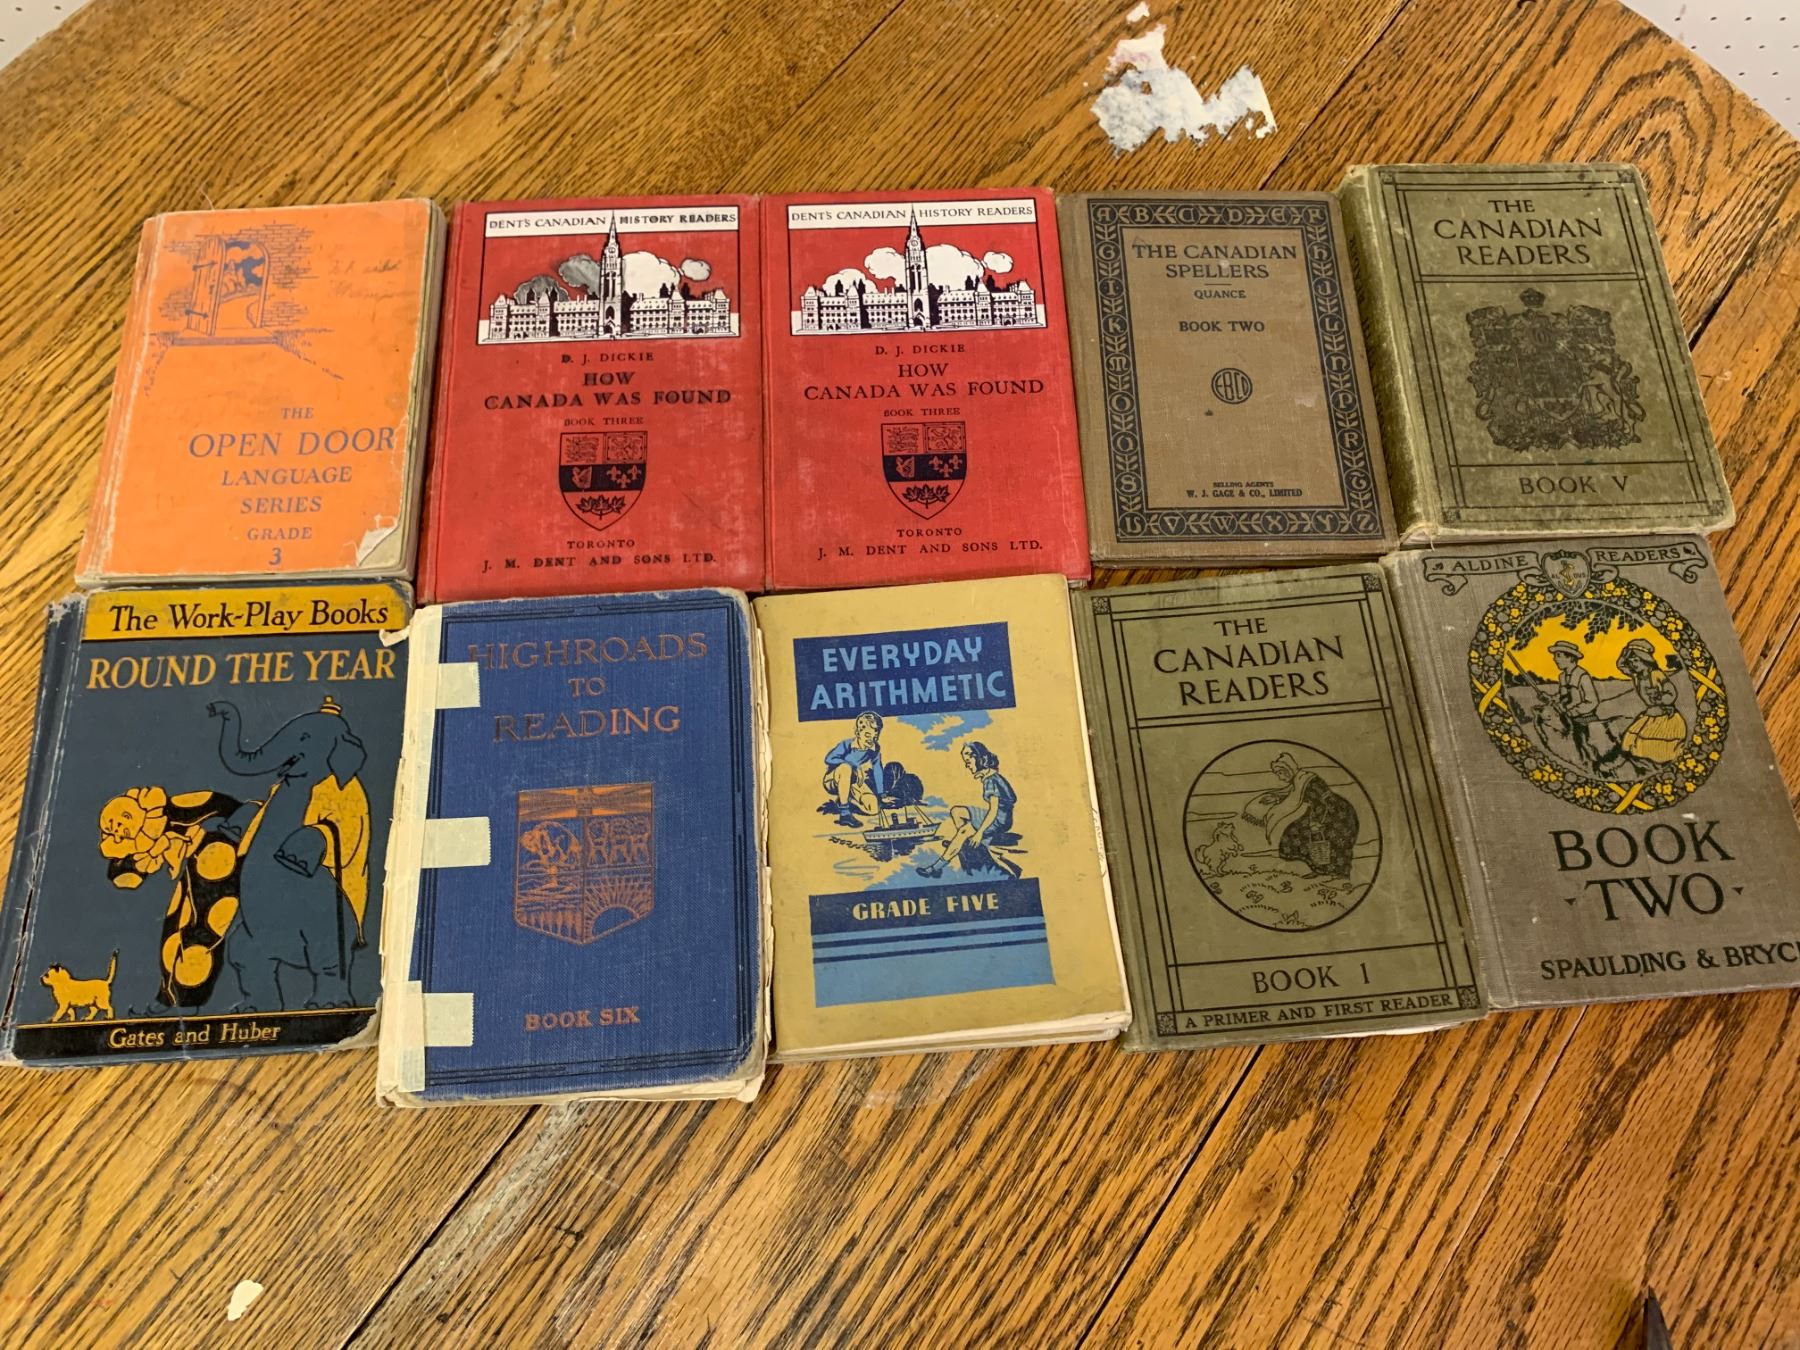 THE
OPEN DOOR
LANGUAGE
SERIES
GRADE
3
DENT'S CANADIAN HISTORY READERS
D. J. DICKIE
HOW
CANADA WAS FOUND
BOOK THREE
TORONTO
J. M. DENT AND SONS LTD.
DENT'S CANADIAN HISTORY READERS
D. J. DICKIE
HOW
CANADA WAS FOUND
BOOK THREE
TORONTO
J. M. DENT AND SONS LTD.
A B C D E F
G I K M O Q S
H J L N P R T
U V W X Y Z
THE CANADIAN
SPELLERS
QUANCE
BOOK TWO
EBCO
SELLING AGENTS
W. J. GAGE & CO., LIMITED
THE
CANADIAN
READERS
BOOK V
The Work-Play Books
ROUND THE YEAR
Gates and Huber
HIGHROADS
TO
READING
BOOK SIX
EVERYDAY
ARITHMETIC
GRADE FIVE
THE
CANADIAN
READERS
BOOK I
A PRIMER AND FIRST READER
ALDINE READERS
BOOK
TWO
SPAULDING & BRYCE